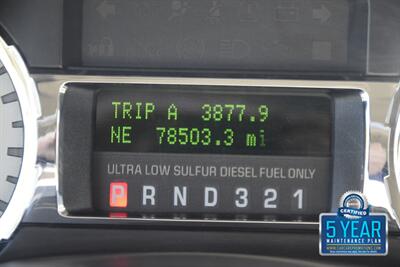 TRIP A 3877.9
NE 78503.3 mi
ULTRA LOW SULFUR DIESEL FUEL ONLY
P R N D 3 2 1
CERTIFIED
5 YEAR
MAINTENANCE PLAN